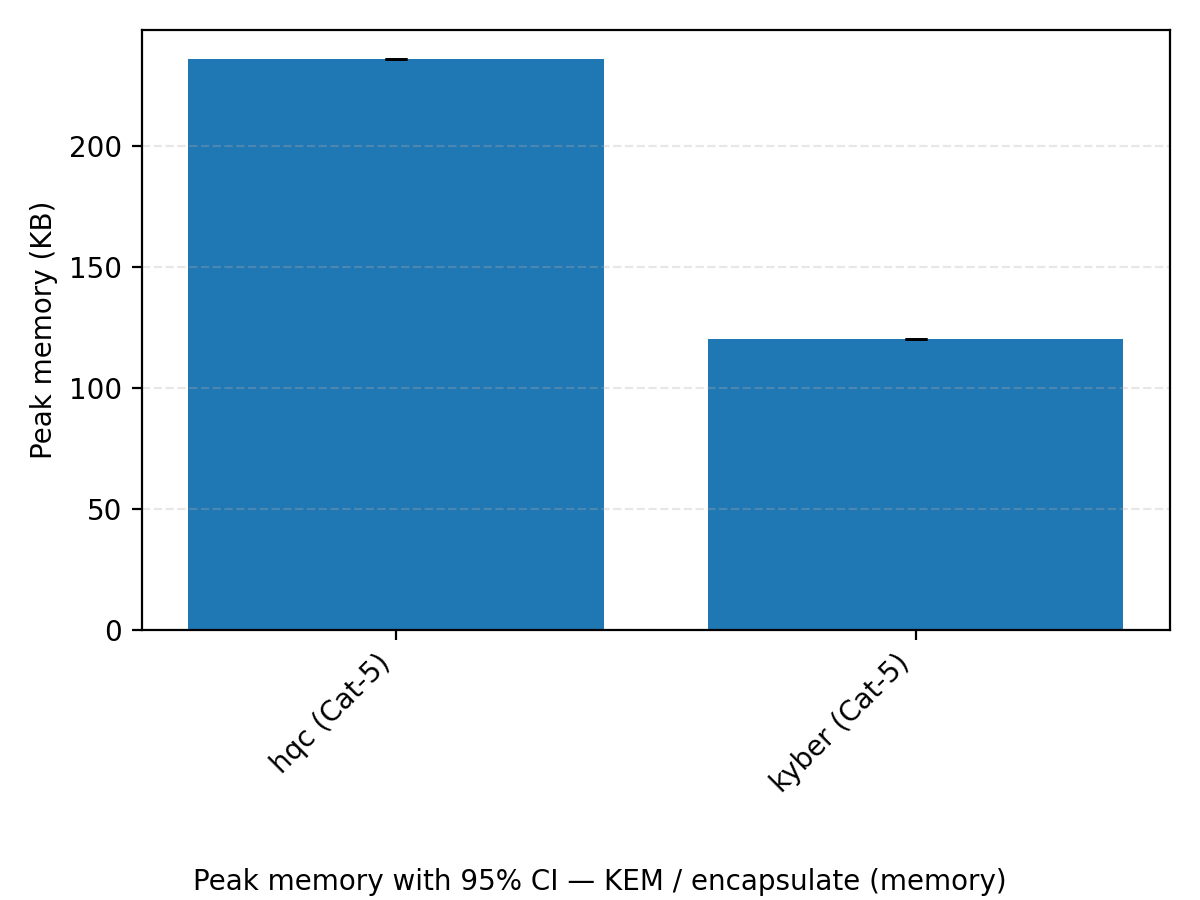 Peak memory (KB)
200
150
100
50
0
hqc (Cat-5)
kyber (Cat-5)
Peak memory with 95% CI — KEM / encapsulate (memory)